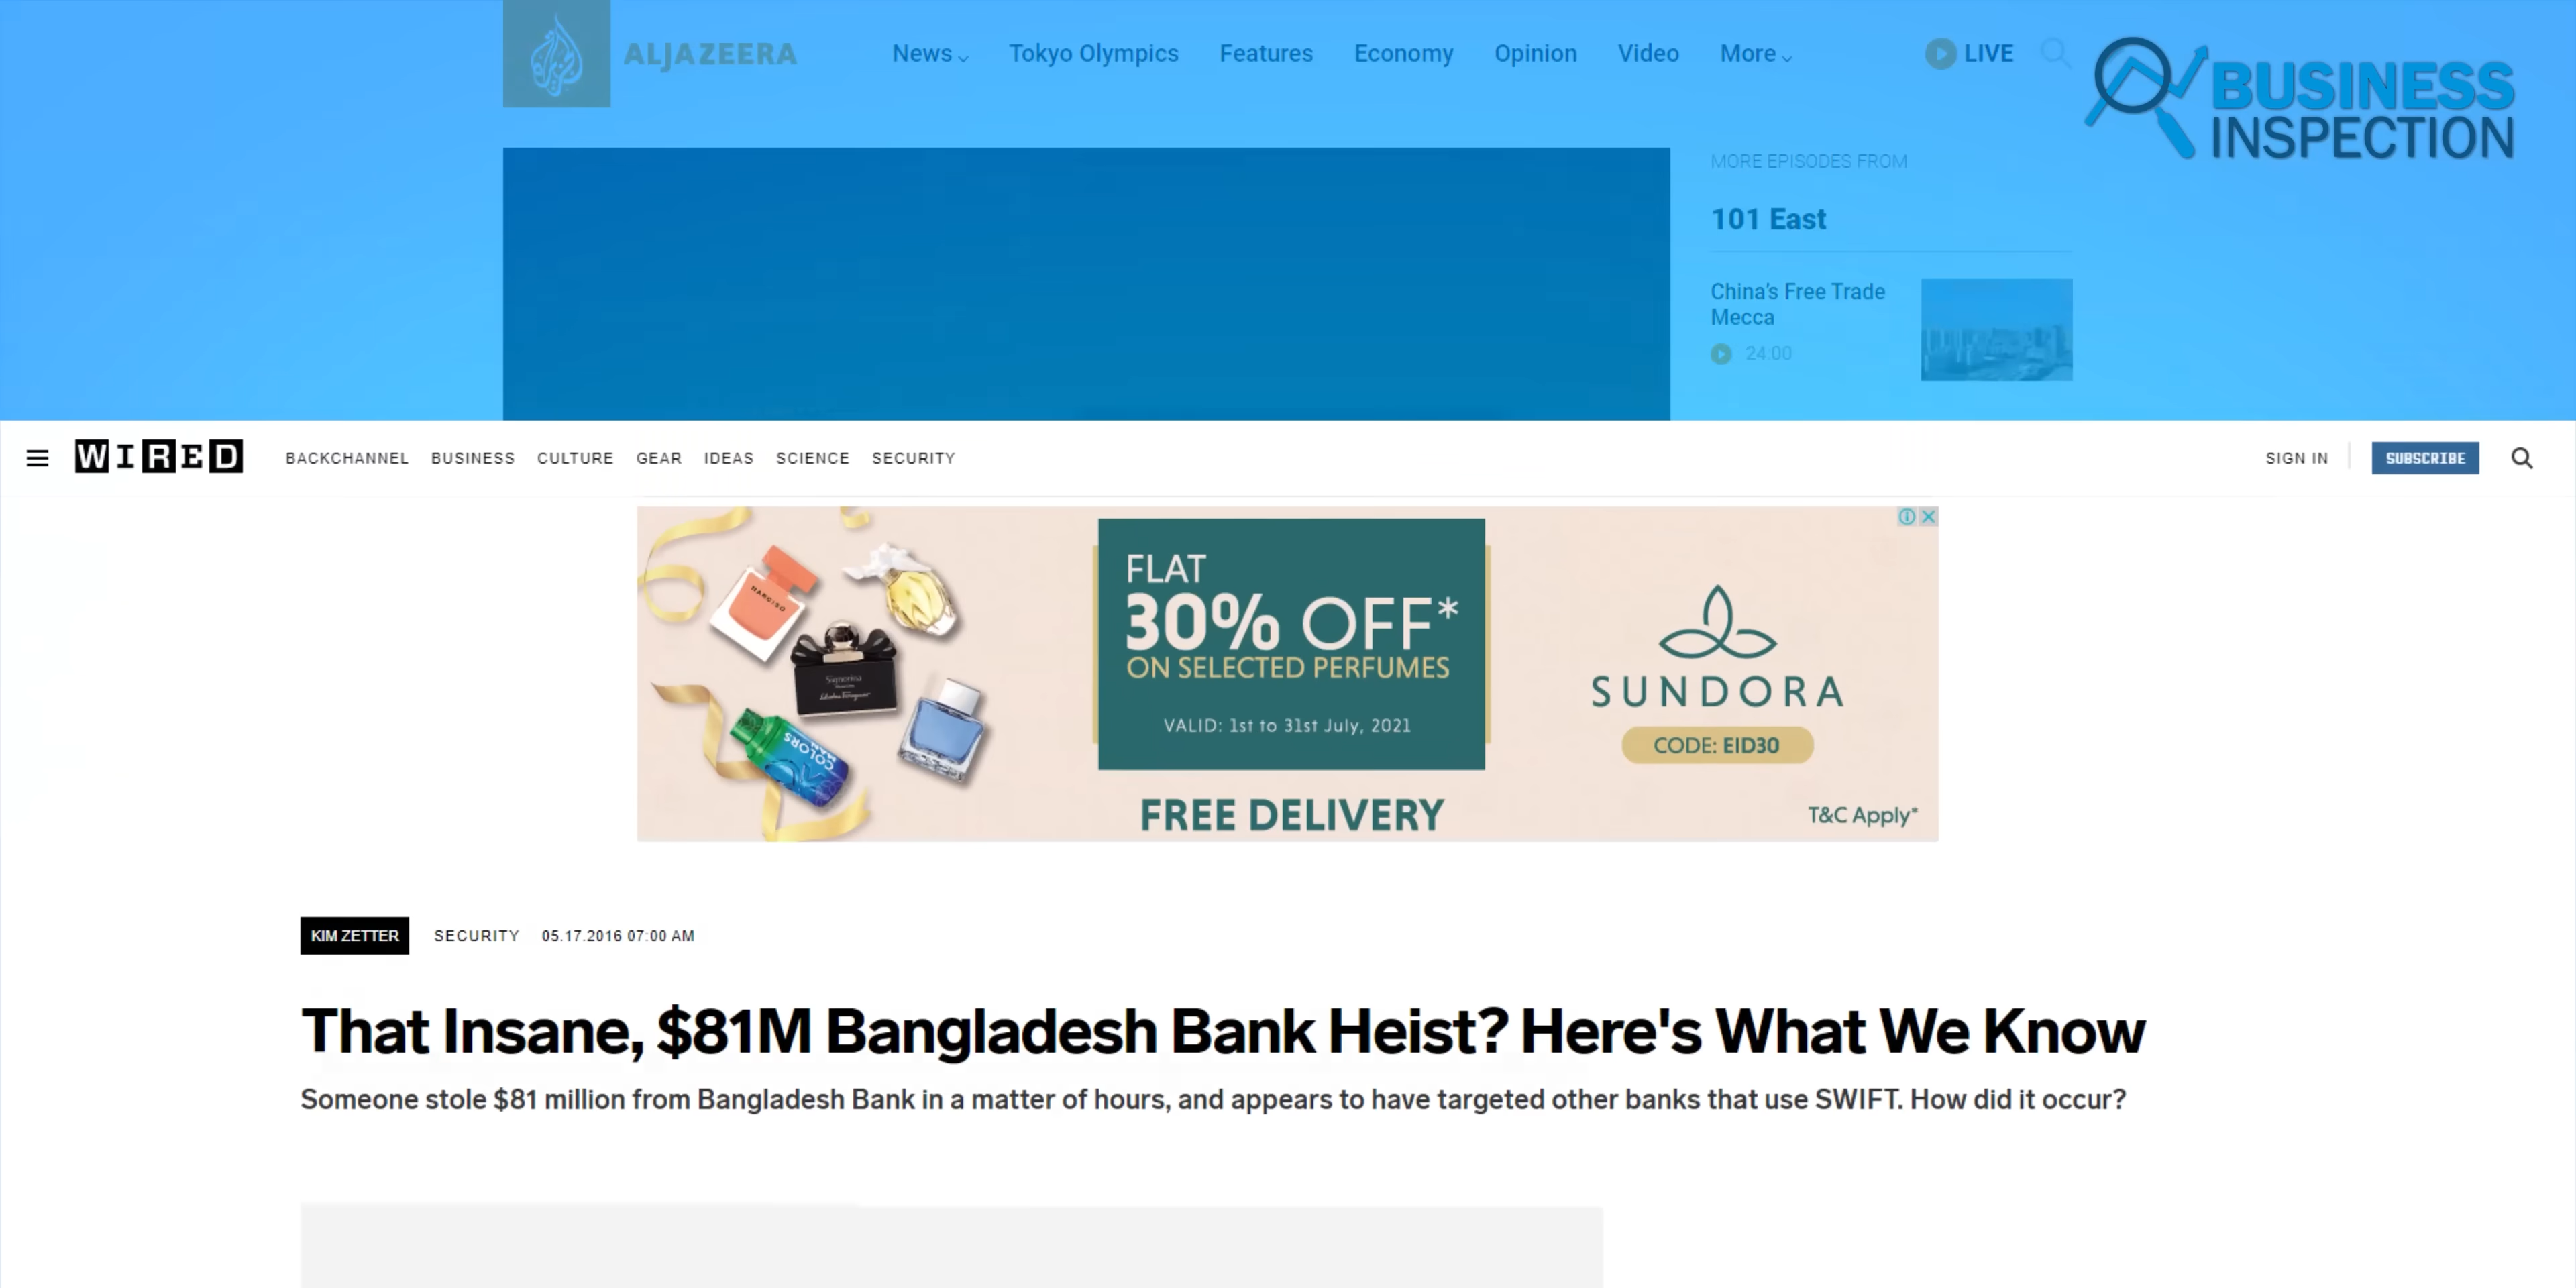 ALJAZEERA
News Tokyo Olympics Features Economy Opinion Video More LIVE
BUSINESS
INSPECTION
MORE EPISODES FROM
101 East
China's Free Trade
Mecca
24:00
WIRED BACKCHANNEL BUSINESS CULTURE GEAR IDEAS SCIENCE SECURITY SIGN IN SUBSCRIBE
NARCISO
Signorina
COLORS
MAN
FLAT
30% OFF*
ON SELECTED PERFUMES
VALID: 1st to 31st July, 2021
FREE DELIVERY
SUNDORA
CODE: EID30
T&C Apply*
KIM ZETTER SECURITY 05.17.2016 07:00 AM
That Insane, $81M Bangladesh Bank Heist? Here's What We Know
Someone stole $81 million from Bangladesh Bank in a matter of hours, and appears to have targeted other banks that use SWIFT. How did it occur?